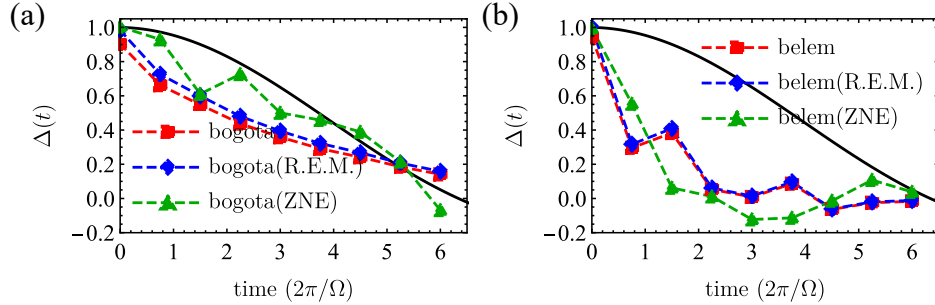 (a)
Δ(t)
1.0
0.8
0.6
0.4
0.2
0.0
−0.2
bogota
bogota(R.E.M.)
bogota(ZNE)
0 1 2 3 4 5 6
time (2π/Ω)
(b)
Δ(t)
1.0
0.8
0.6
0.4
0.2
0.0
−0.2
belem
belem(R.E.M.)
belem(ZNE)
0 1 2 3 4 5 6
time (2π/Ω)